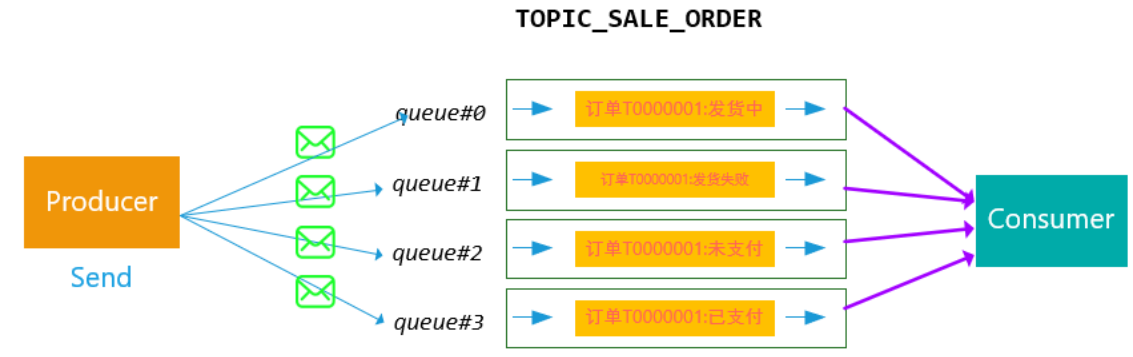 TOPIC_SALE_ORDER
queue#0
订单T0000001:发货中
queue#1
订单T0000001:发货失败
Producer
Consumer
queue#2
订单T0000001:未支付
Send
queue#3
订单T0000001:已支付